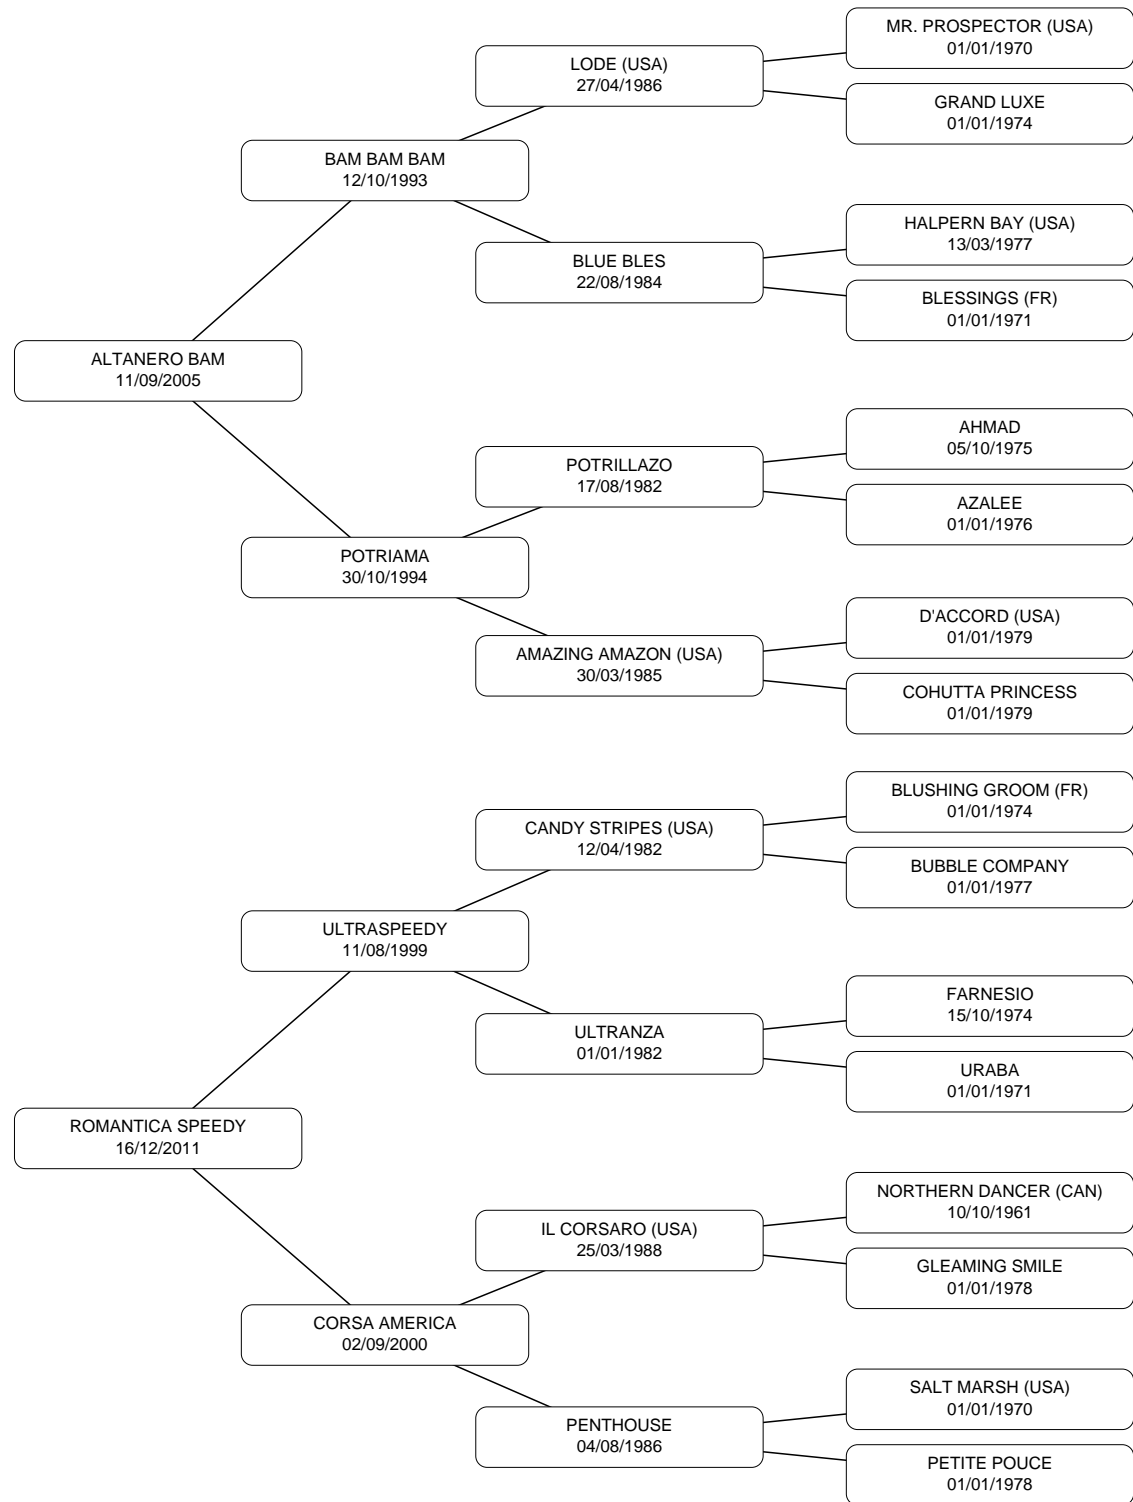 MR. PROSPECTOR (USA)
01/01/1970
LODE (USA)
27/04/1986
GRAND LUXE
01/01/1974
BAM BAM BAM
12/10/1993
HALPERN BAY (USA)
13/03/1977
BLUE BLES
22/08/1984
BLESSINGS (FR)
01/01/1971
ALTANERO BAM
11/09/2005
AHMAD
05/10/1975
POTRILLAZO
17/08/1982
AZALEE
01/01/1976
POTRIAMA
30/10/1994
D'ACCORD (USA)
01/01/1979
AMAZING AMAZON (USA)
30/03/1985
COHUTTA PRINCESS
01/01/1979
BLUSHING GROOM (FR)
01/01/1974
CANDY STRIPES (USA)
12/04/1982
BUBBLE COMPANY
01/01/1977
ULTRASPEEDY
11/08/1999
FARNESIO
15/10/1974
ULTRANZA
01/01/1982
URABA
01/01/1971
ROMANTICA SPEEDY
16/12/2011
NORTHERN DANCER (CAN)
10/10/1961
IL CORSARO (USA)
25/03/1988
GLEAMING SMILE
01/01/1978
CORSA AMERICA
02/09/2000
SALT MARSH (USA)
01/01/1970
PENTHOUSE
04/08/1986
PETITE POUCE
01/01/1978